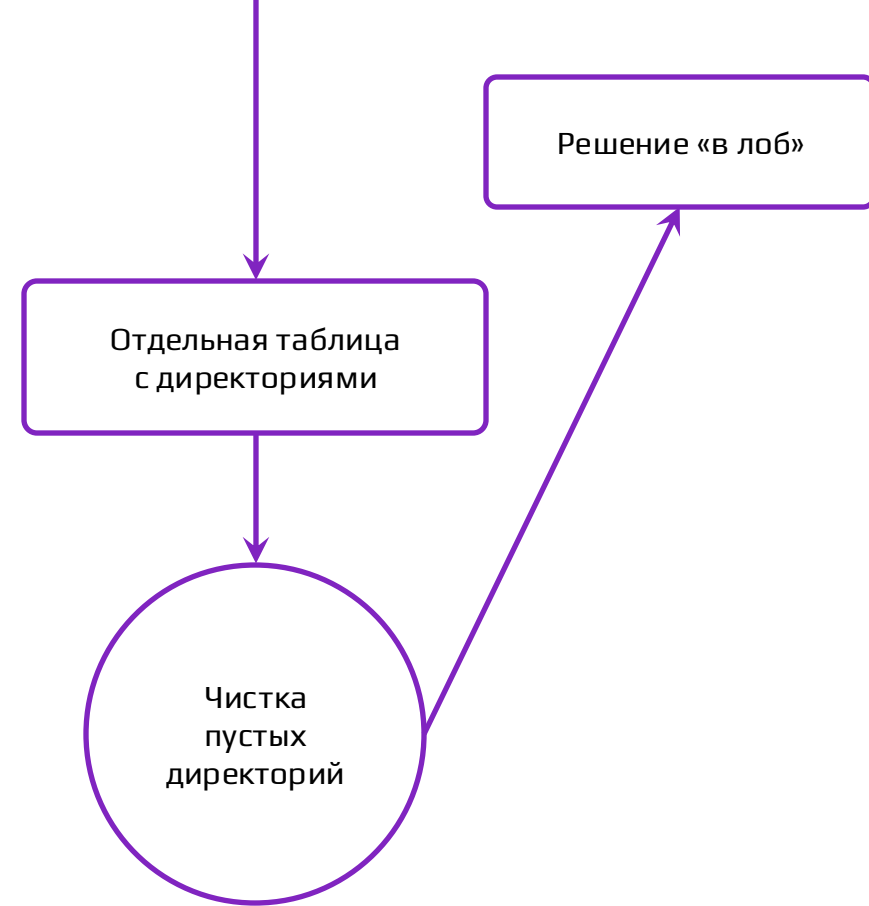 Решение «в лоб»
Отдельная таблица
с директориями
Чистка
пустых
директорий